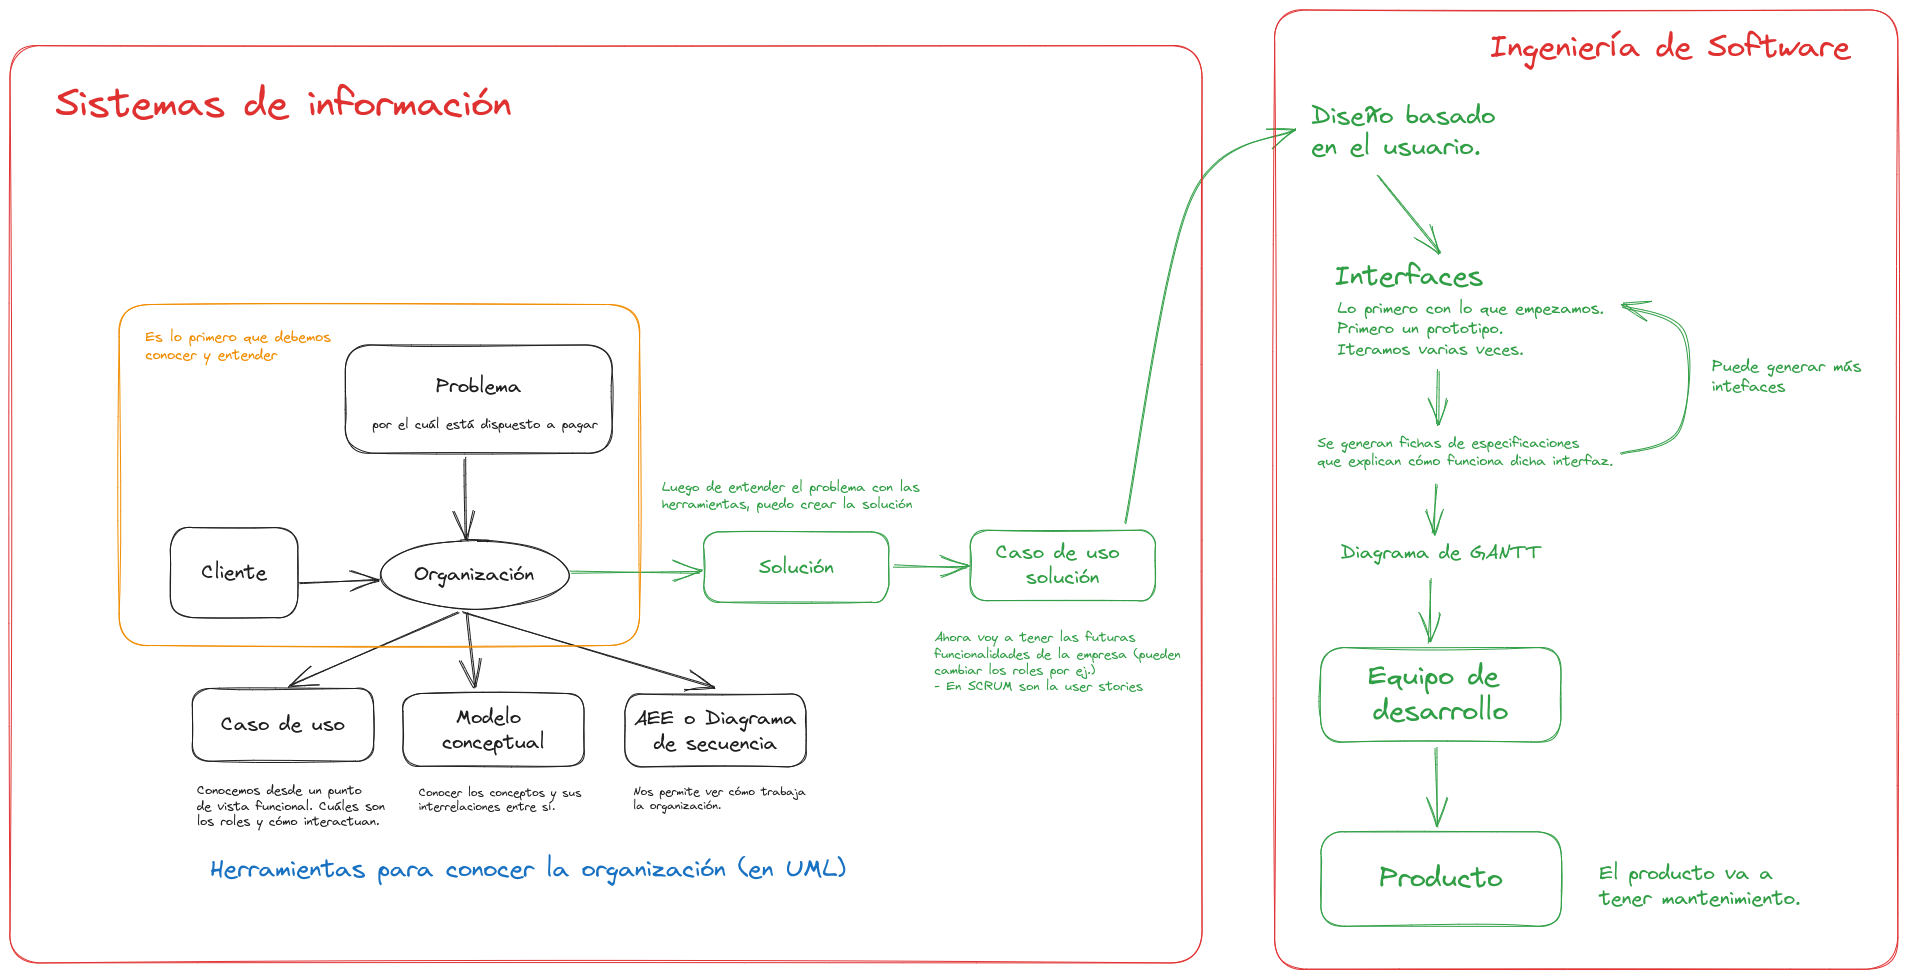 Sistemas de información
Es lo primero que debemos
conocer y entender
Problema
por el cuál está dispuesto a pagar
Cliente
Organización
Luego de entender el problema con las
herramientas, puedo crear la solución
Solución
Caso de uso
solución
Ahora voy a tener las futuras
funcionalidades de la empresa (pueden
cambiar los roles por ej.)
- En SCRUM son la user stories
Caso de uso
Conocemos desde un punto
de vista funcional. Cuáles son
los roles y cómo interactuan.
Modelo
conceptual
Conocer los conceptos y sus
interrelaciones entre sí.
AEE o Diagrama
de secuencia
Nos permite ver cómo trabaja
la organización.
Herramientas para conocer la organización (en UML)
Ingeniería de Software
Diseño basado
en el usuario.
Interfaces
Lo primero con lo que empezamos.
Primero un prototipo.
Iteramos varias veces.
Puede generar más
intefaces
Se generan fichas de especificaciones
que explican cómo funciona dicha interfaz.
Diagrama de GANTT
Equipo de
desarrollo
Producto
El producto va a
tener mantenimiento.